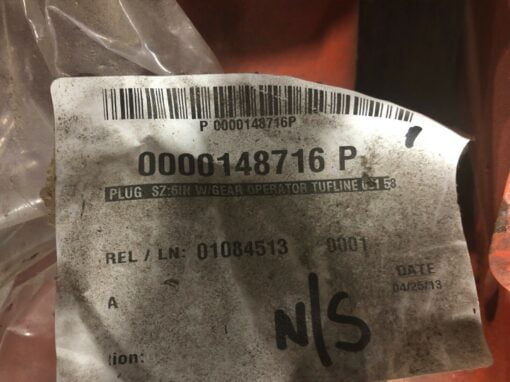 P 0000148716P
0000148716 P
PLUG SZ:6IN W/GEAR OPERATOR TUFLINE
REL / LN: 01084513 0001
DATE
04/25/13
A
N/S
tion: